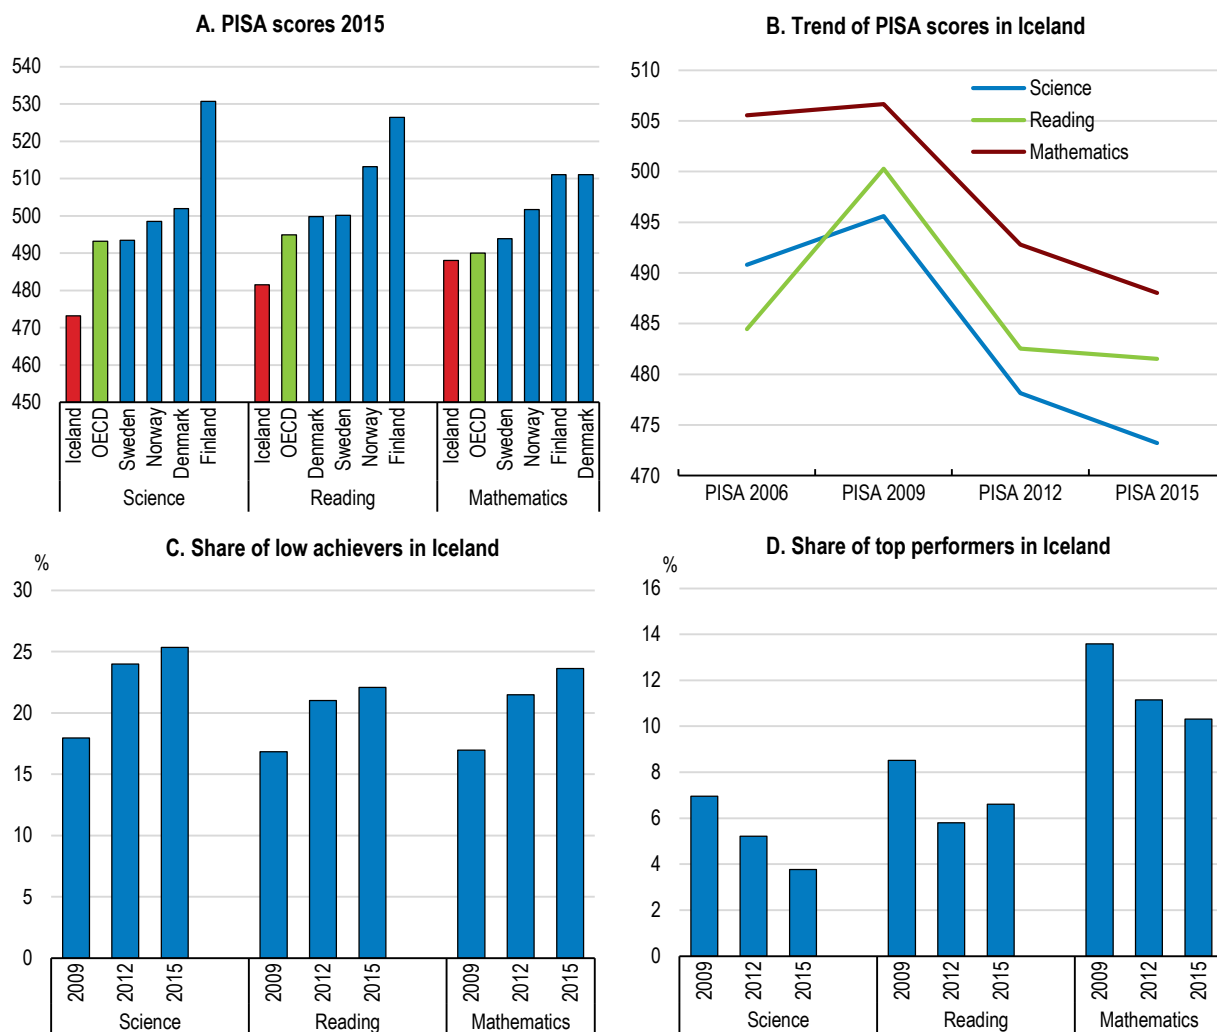 A. PISA scores 2015
540
530
520
510
500
490
480
470
460
450
Iceland
OECD
Sweden
Norway
Denmark
Finland
Iceland
OECD
Denmark
Sweden
Norway
Finland
Iceland
OECD
Sweden
Norway
Finland
Denmark
Science
Reading
Mathematics
B. Trend of PISA scores in Iceland
510
505
500
495
490
485
480
475
470
Science
Reading
Mathematics
PISA 2006
PISA 2009
PISA 2012
PISA 2015
C. Share of low achievers in Iceland
%
30
25
20
15
10
5
0
2009
2012
2015
2009
2012
2015
2009
2012
2015
Science
Reading
Mathematics
D. Share of top performers in Iceland
%
16
14
12
10
8
6
4
2
0
2009
2012
2015
2009
2012
2015
2009
2012
2015
Science
Reading
Mathematics